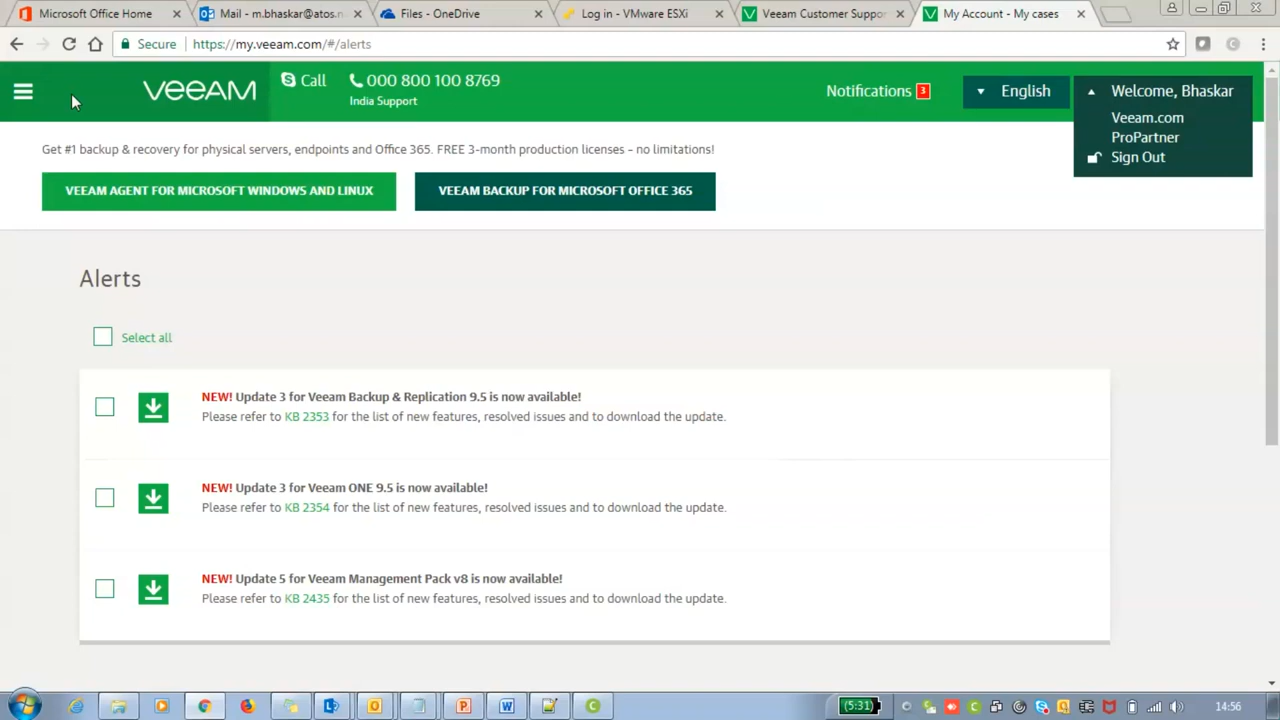 Microsoft Office Home
Mail - m.bhaskar@atos.n
Files - OneDrive
Log in - VMware ESXi
Veeam Customer Suppo
My Account - My cases
Secure
https://my.veeam.com/#/alerts
veeam
Call
000 800 100 8769
India Support
Notifications 3
English
Welcome, Bhaskar
Veeam.com
ProPartner
Sign Out
Get #1 backup & recovery for physical servers, endpoints and Office 365. FREE 3-month production licenses – no limitations!
VEEAM AGENT FOR MICROSOFT WINDOWS AND LINUX
VEEAM BACKUP FOR MICROSOFT OFFICE 365
Alerts
Select all
NEW! Update 3 for Veeam Backup & Replication 9.5 is now available!
Please refer to KB 2353 for the list of new features, resolved issues and to download the update.
NEW! Update 3 for Veeam ONE 9.5 is now available!
Please refer to KB 2354 for the list of new features, resolved issues and to download the update.
NEW! Update 5 for Veeam Management Pack v8 is now available!
Please refer to KB 2435 for the list of new features, resolved issues and to download the update.
(5:31)
14:56